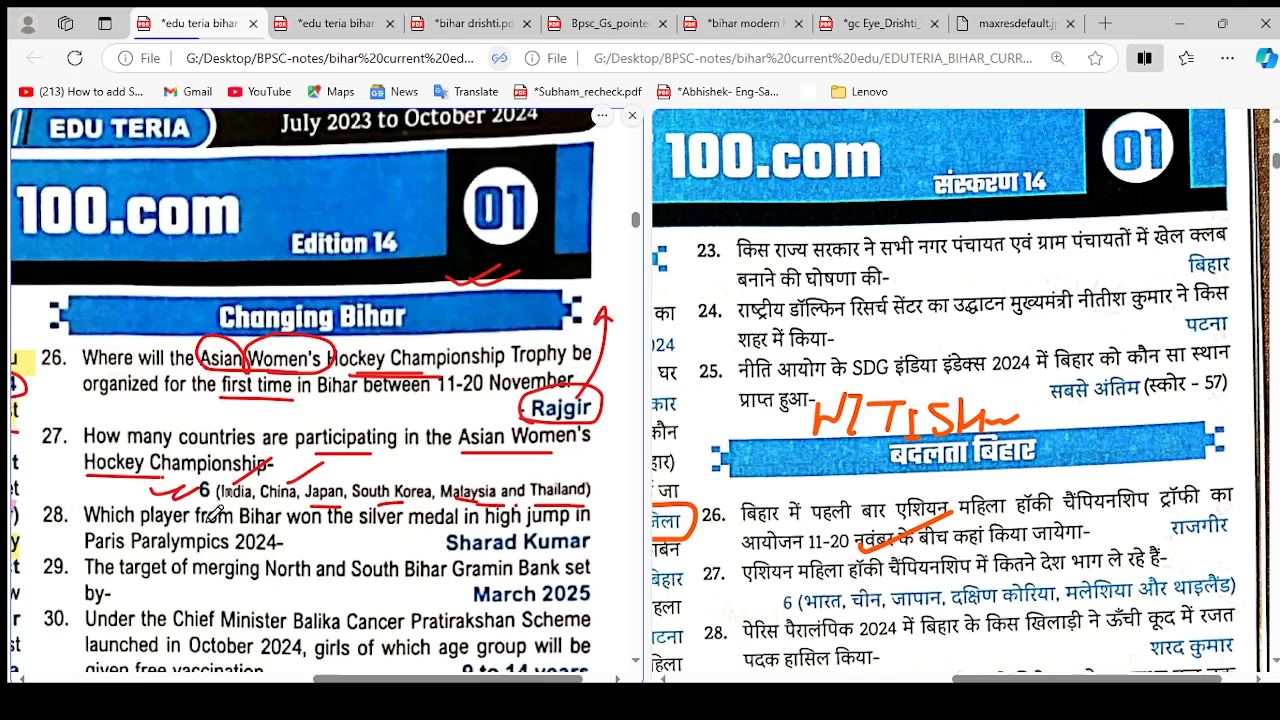 *edu teria bihar
*edu teria bihar
*bihar drishti.pd
Bpsc_Gs_pointe
*bihar modern h
*gc Eye_Drishti_
maxresdefault.j
File
G:/Desktop/BPSC-notes/bihar%20current%20ed...
File
G:/Desktop/BPSC-notes/bihar%20current%20edu/EDUTERIA_BIHAR_CURR...
(213) How to add S...
Gmail
YouTube
Maps
News
Translate
*Subham_recheck.pdf
*Abhishek- Eng-Sa...
Lenovo
EDU TERIA
July 2023 to October 2024
100.com
01
Edition 14
Changing Bihar
26. Where will the Asian Women's Hockey Championship Trophy be
organized for the first time in Bihar between 11-20 November
- Rajgir
27. How many countries are participating in the Asian Women's
Hockey Championship-
6 (India, China, Japan, South Korea, Malaysia and Thailand)
28. Which player from Bihar won the silver medal in high jump in
Paris Paralympics 2024- Sharad Kumar
29. The target of merging North and South Bihar Gramin Bank set
by- March 2025
30. Under the Chief Minister Balika Cancer Pratirakshan Scheme
launched in October 2024, girls of which age group will be
given free vaccination 9 to 14 years
100.com
01
संस्करण 14
23. किस राज्य सरकार ने सभी नगर पंचायत एवं ग्राम पंचायतों में खेल क्लब
बनाने की घोषणा की- बिहार
24. राष्ट्रीय डॉल्फिन रिसर्च सेंटर का उद्घाटन मुख्यमंत्री नीतीश कुमार ने किस
शहर में किया- पटना
25. नीति आयोग के SDG इंडिया इंडेक्स 2024 में बिहार को कौन सा स्थान
प्राप्त हुआ- सबसे अंतिम (स्कोर - 57)
बदलता बिहार
26. बिहार में पहली बार एशियन महिला हॉकी चैंपियनशिप ट्रॉफी का
आयोजन 11-20 नवंबर के बीच कहां किया जायेगा- राजगीर
27. एशियन महिला हॉकी चैंपियनशिप में कितने देश भाग ले रहे हैं-
6 (भारत, चीन, जापान, दक्षिण कोरिया, मलेशिया और थाइलैंड)
28. पेरिस पैरालंपिक 2024 में बिहार के किस खिलाड़ी ने ऊँची कूद में रजत
पदक हासिल किया- शरद कुमार